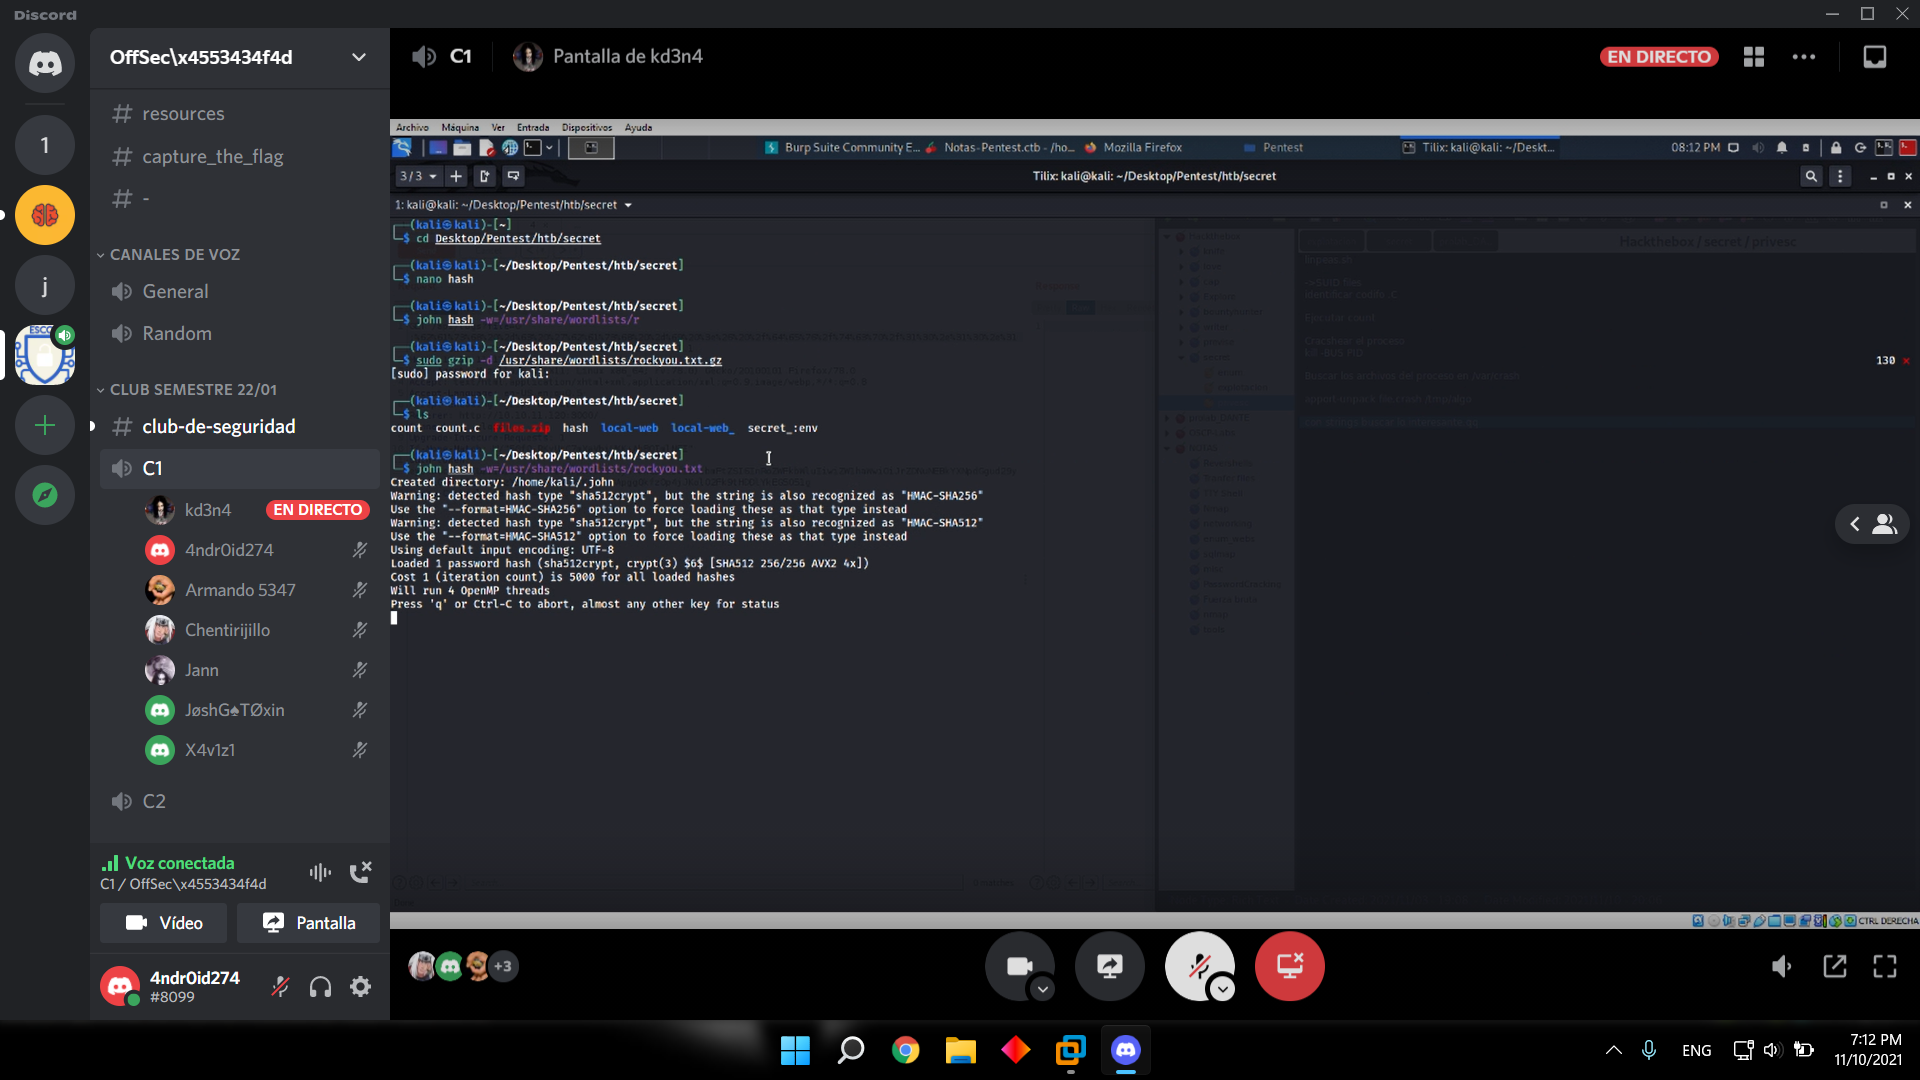 Discord
OffSec\x4553434f4d
resources
capture_the_flag
-
CANALES DE VOZ
General
Random
CLUB SEMESTRE 22/01
club-de-seguridad
C1
kd3n4 EN DIRECTO
4ndr0id274
Armando 5347
Chentirijillo
Jann
JøshG♠TØxin
X4v1z1
C2
Voz conectada
C1 / OffSec\x4553434f4d
Vídeo
Pantalla
4ndr0id274
#8099
1
j
ESCO
C1
Pantalla de kd3n4
EN DIRECTO
Archivo Máquina Ver Entrada Dispositivos Ayuda
Burp Suite Community E... Notas-Pentest.ctb - /ho... Mozilla Firefox Pentest Tilix: kali@kali: ~/Deskt... 08:12 PM
3/3
Tilix: kali@kali: ~/Desktop/Pentest/htb/secret
1: kali@kali: ~/Desktop/Pentest/htb/secret
(kali㉿kali)-[~]
$ cd Desktop/Pentest/htb/secret
(kali㉿kali)-[~/Desktop/Pentest/htb/secret]
$ nano hash
(kali㉿kali)-[~/Desktop/Pentest/htb/secret]
$ john hash -w=/usr/share/wordlists/r
(kali㉿kali)-[~/Desktop/Pentest/htb/secret]
$ sudo gzip -d /usr/share/wordlists/rockyou.txt.gz
[sudo] password for kali:
(kali㉿kali)-[~/Desktop/Pentest/htb/secret]
$ ls
count count.c files.zip hash local-web local-web_ secret_:env
(kali㉿kali)-[~/Desktop/Pentest/htb/secret]
$ john hash -w=/usr/share/wordlists/rockyou.txt
Created directory: /home/kali/.john
Warning: detected hash type "sha512crypt", but the string is also recognized as "HMAC-SHA256"
Use the "--format=HMAC-SHA256" option to force loading these as that type instead
Warning: detected hash type "sha512crypt", but the string is also recognized as "HMAC-SHA512"
Use the "--format=HMAC-SHA512" option to force loading these as that type instead
Using default input encoding: UTF-8
Loaded 1 password hash (sha512crypt, crypt(3) $6$ [SHA512 256/256 AVX2 4x])
Cost 1 (iteration count) is 5000 for all loaded hashes
Will run 4 OpenMP threads
Press 'q' or Ctrl-C to abort, almost any other key for status
Hackthebox / secret / privesc
130
CTRL DERECHA
+3
ENG
7:12 PM
11/10/2021